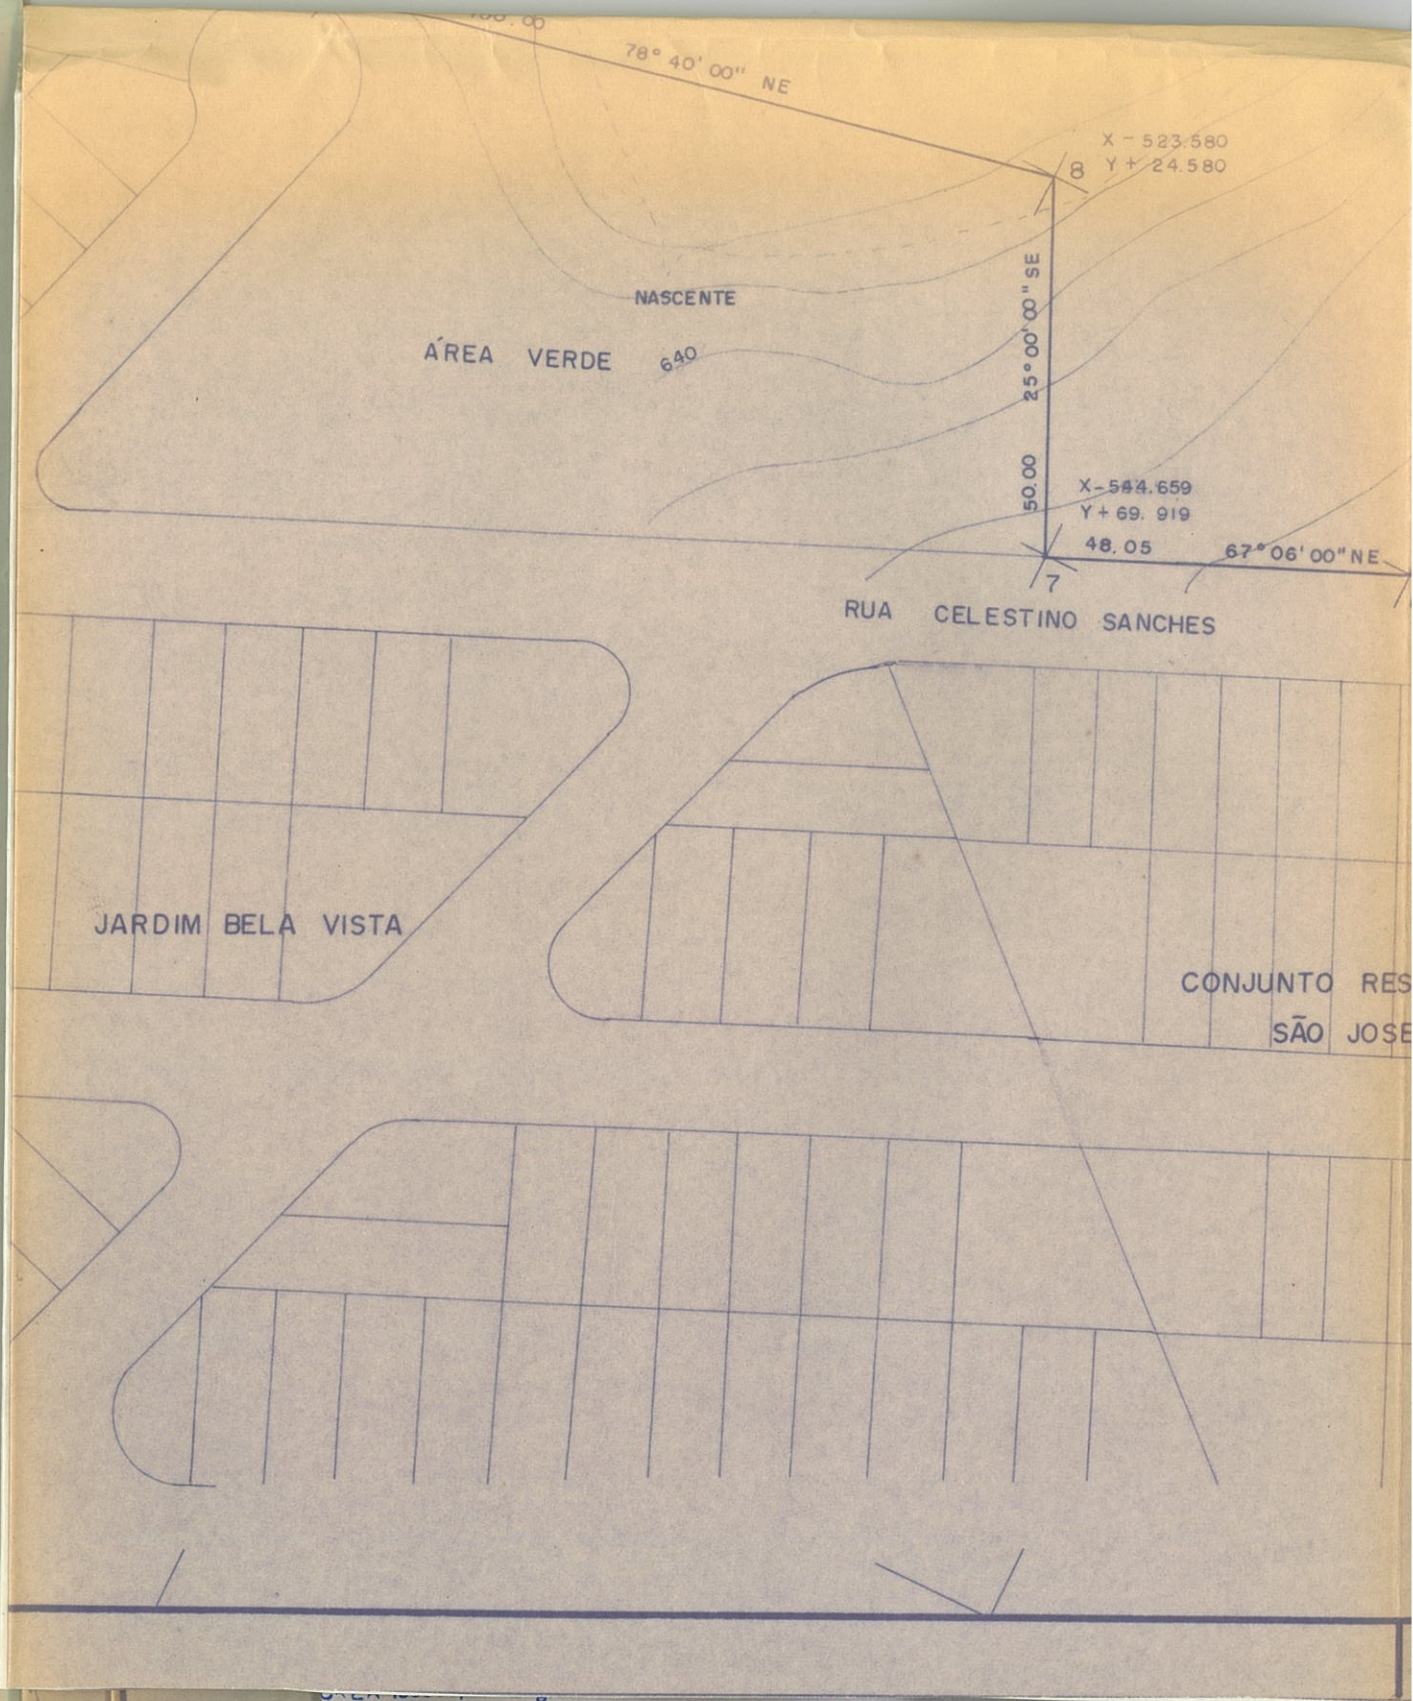 78° 40' 00" NE
X - 523.580
8 Y + 24.580
25° 00' 00" SE
NASCENTE
ÁREA VERDE 640
50.00
X-544.659
Y+69.919
48.05 67° 06' 00" NE
7
RUA CELESTINO SANCHES
JARDIM BELA VISTA
CONJUNTO RES
SÃO JOSE